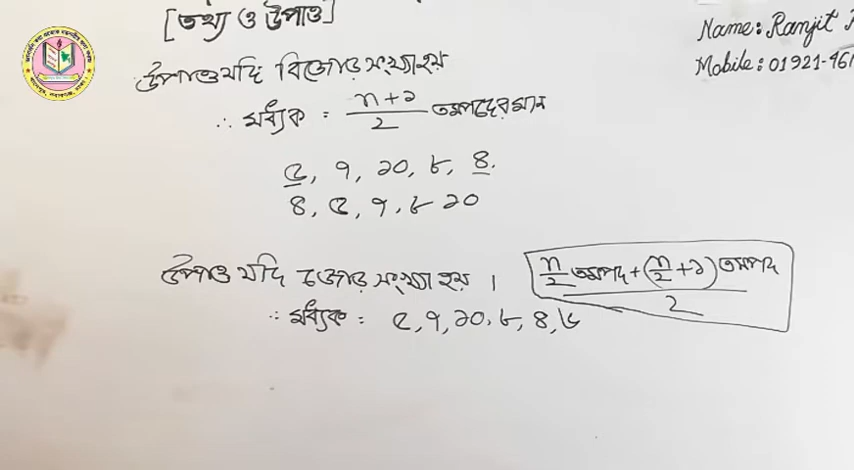 [তথ্য ও উপাত্ত]
Name: Ranjit
Mobile: 01921-461
উপাত্ত যদি বিজোড় সংখ্যা হয়
∴ মধ্যক = n+১/2 তম পদের মান
৫, ৭, ১০, ৮, ৪.
৪, ৫, ৭, ৮ ১০
উপাত্ত যদি জোড় সংখ্যা হয় । n/2 তম পদ + (n/2 +১) তম পদ / 2
∴ মধ্যক = ৫, ৭, ১০, ৮, ৪, ৬